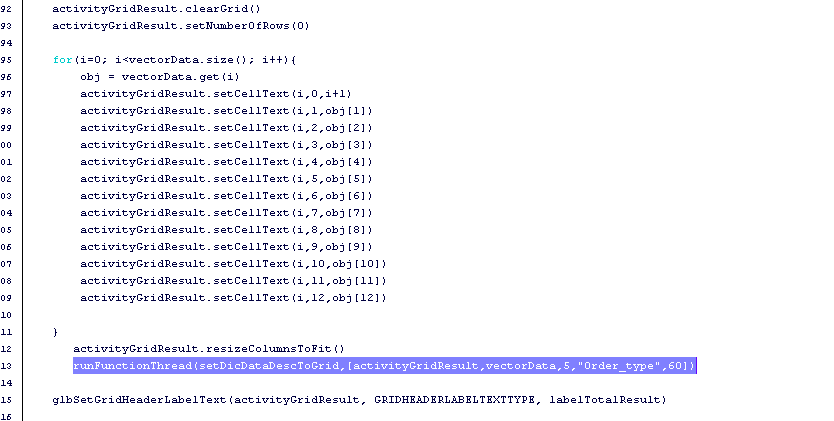 92 activityGridResult.clearGrid()
93 activityGridResult.setNumberOfRows(0)
94
95 for(i=0; i<vectorData.size(); i++){
96 obj = vectorData.get(i)
97 activityGridResult.setCellText(i,0,i+1)
98 activityGridResult.setCellText(i,1,obj[1])
99 activityGridResult.setCellText(i,2,obj[2])
00 activityGridResult.setCellText(i,3,obj[3])
01 activityGridResult.setCellText(i,4,obj[4])
02 activityGridResult.setCellText(i,5,obj[5])
03 activityGridResult.setCellText(i,6,obj[6])
04 activityGridResult.setCellText(i,7,obj[7])
05 activityGridResult.setCellText(i,8,obj[8])
06 activityGridResult.setCellText(i,9,obj[9])
07 activityGridResult.setCellText(i,10,obj[10])
08 activityGridResult.setCellText(i,11,obj[11])
09 activityGridResult.setCellText(i,12,obj[12])
10
11 }
12 activityGridResult.resizeColumnsToFit()
13 runFunctionThread(setDicDataDescToGrid,[activityGridResult,vectorData,5,"Order_type",60])
14
15 glbSetGridHeaderLabelText(activityGridResult, GRIDHEADERLABELTEXTTYPE, labelTotalResult)
16